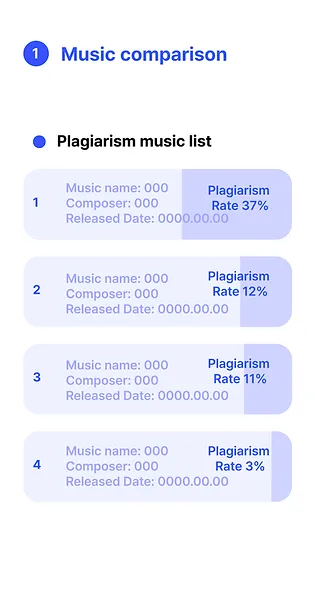 1 Music comparison
Plagiarism music list
1
Music name: 000
Composer: 000
Released Date: 0000.00.00
Plagiarism
Rate 37%
2
Music name: 000
Composer: 000
Released Date: 0000.00.00
Plagiarism
Rate 12%
3
Music name: 000
Composer: 000
Released Date: 0000.00.00
Plagiarism
Rate 11%
4
Music name: 000
Composer: 000
Released Date: 0000.00.00
Plagiarism
Rate 3%